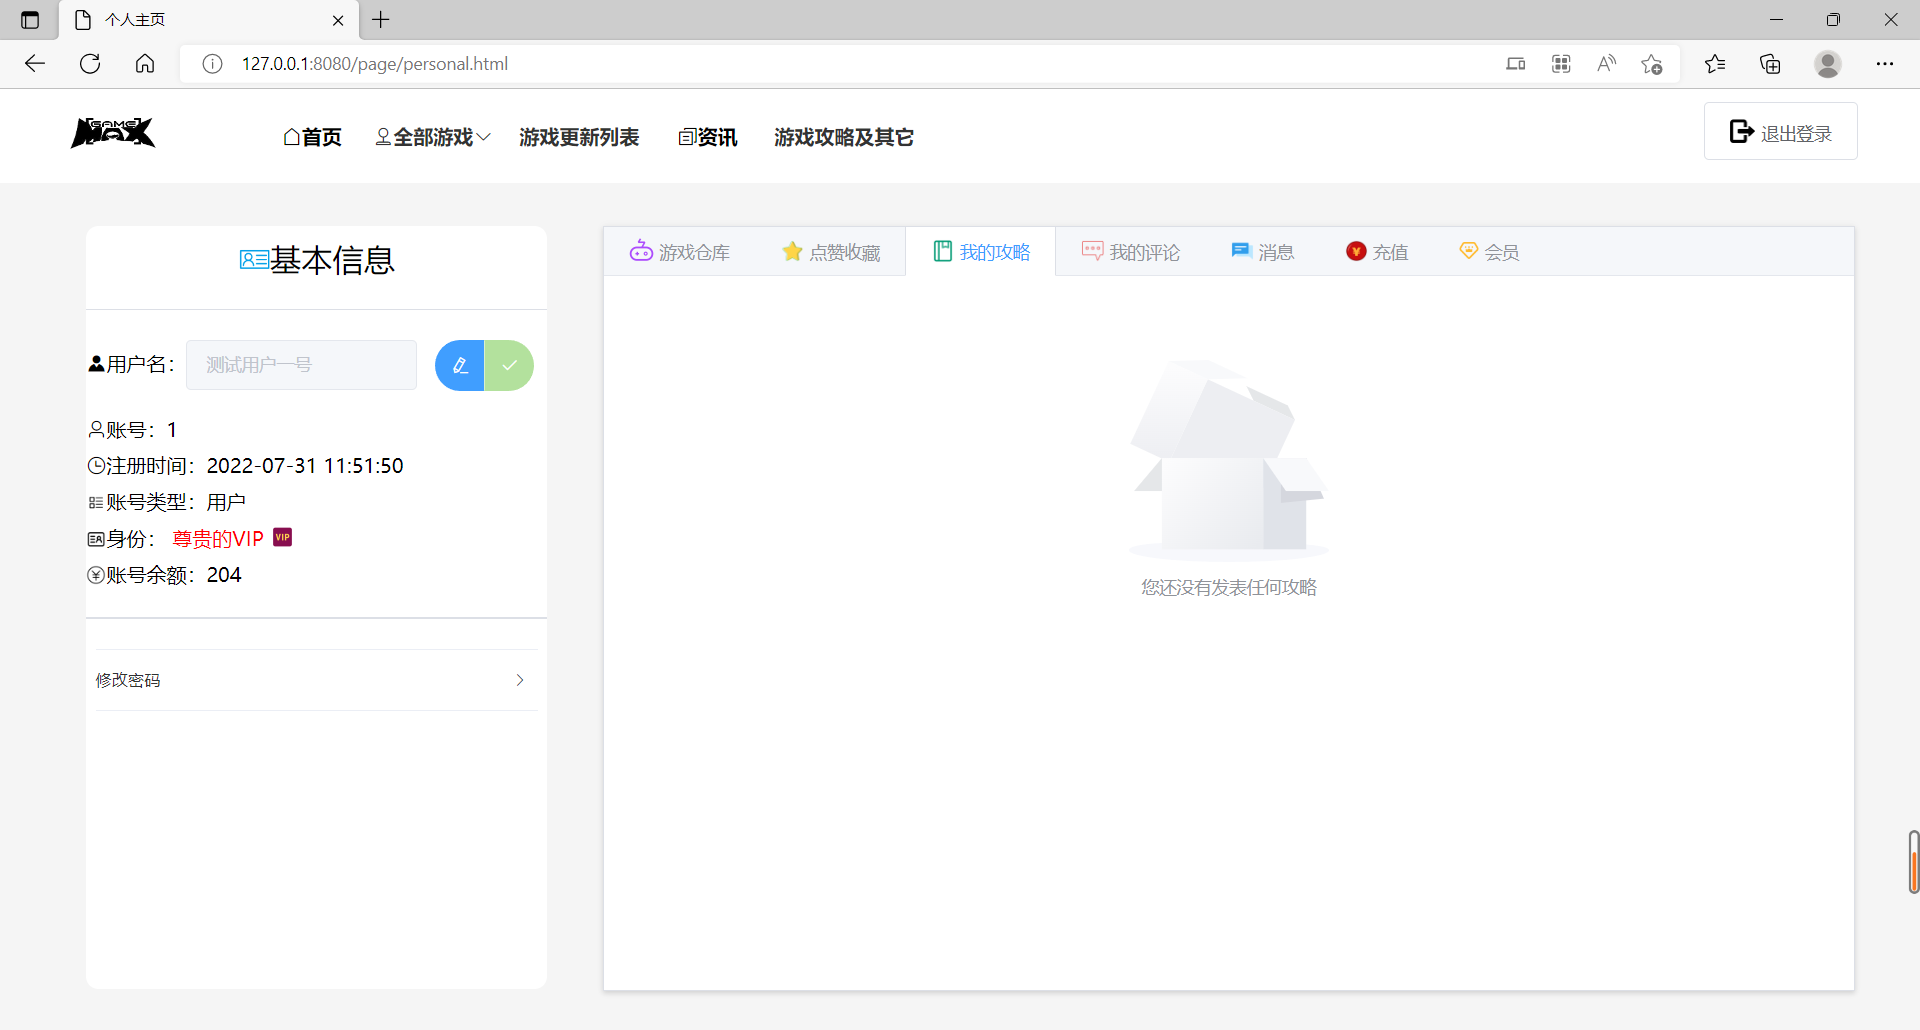 个人主页
127.0.0.1:8080/page/personal.html
GAME
MAX
首页 全部游戏 游戏更新列表 资讯 游戏攻略及其它
退出登录
基本信息
用户名：
测试用户一号
账号：1
注册时间：2022-07-31 11:51:50
账号类型：用户
身份： 尊贵的VIP VIP
账号余额：204
修改密码
游戏仓库 点赞收藏 我的攻略 我的评论 消息 充值 会员
您还没有发表任何攻略